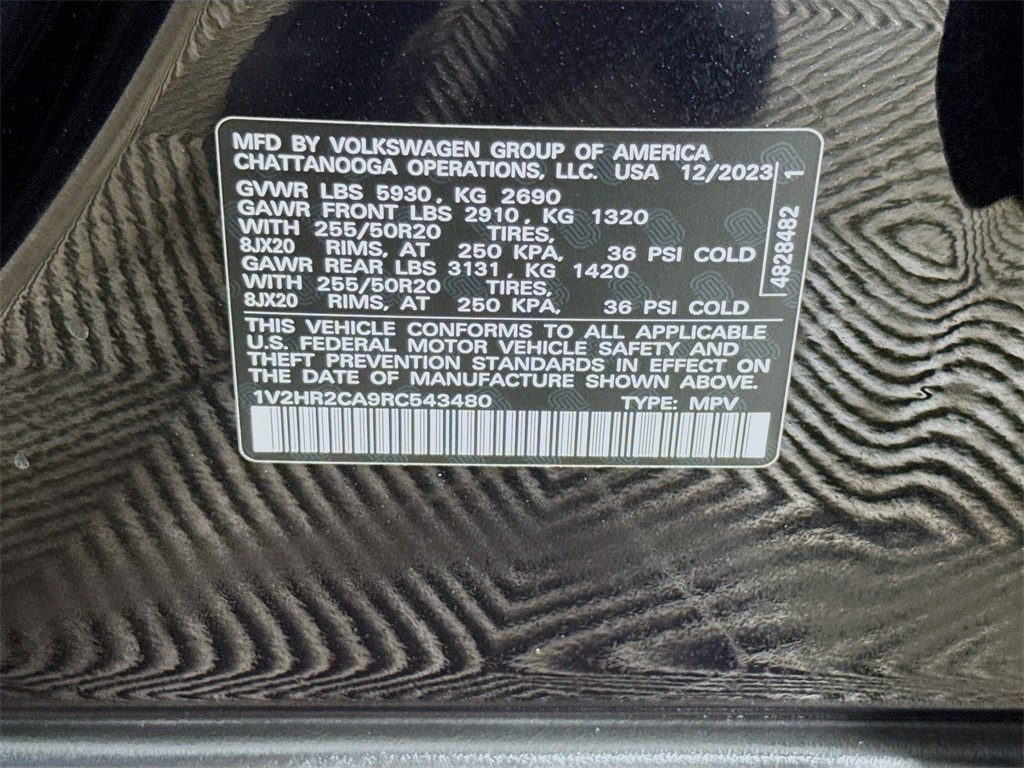 MFD BY VOLKSWAGEN GROUP OF AMERICA
CHATTANOOGA OPERATIONS, LLC. USA 12/2023
GVWR LBS 5930, KG 2690
GAWR FRONT LBS 2910, KG 1320
WITH 255/50R20 TIRES,
8JX20 RIMS, AT 250 KPA, 36 PSI COLD
GAWR REAR LBS 3131, KG 1420
WITH 255/50R20 TIRES,
8JX20 RIMS, AT 250 KPA, 36 PSI COLD
4828482 1
THIS VEHICLE CONFORMS TO ALL APPLICABLE
U.S. FEDERAL MOTOR VEHICLE SAFETY AND
THEFT PREVENTION STANDARDS IN EFFECT ON
THE DATE OF MANUFACTURE SHOWN ABOVE.
1V2HR2CA9RC543480 TYPE: MPV